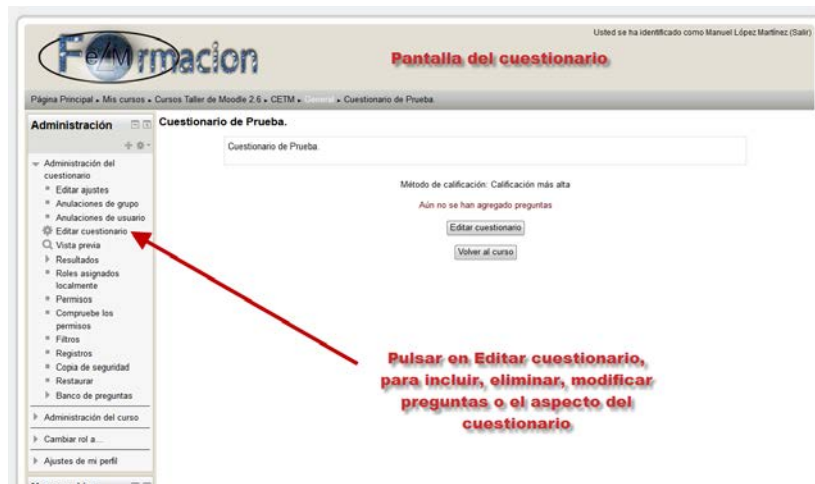 Usted se ha identificado como Manuel López Martínez (Salir)
Fe/Mrmacion
Pantalla del cuestionario
Página Principal ▸ Mis cursos ▸ Cursos Taller de Moodle 2.6 ▸ CETM ▸ General ▸ Cuestionario de Prueba.
Administración
Cuestionario de Prueba.
Cuestionario de Prueba.
Administración del
cuestionario
Editar ajustes
Anulaciones de grupo
Anulaciones de usuario
Editar cuestionario
Vista previa
Resultados
Roles asignados
localmente
Permisos
Compruebe los
permisos
Filtros
Registros
Copia de seguridad
Restaurar
Banco de preguntas
Administración del curso
Cambiar rol a...
Ajustes de mi perfil
Método de calificación: Calificación más alta
Aún no se han agregado preguntas
Editar cuestionario
Volver al curso
Pulsar en Editar cuestionario,
para incluir, eliminar, modificar
preguntas o el aspecto del
cuestionario